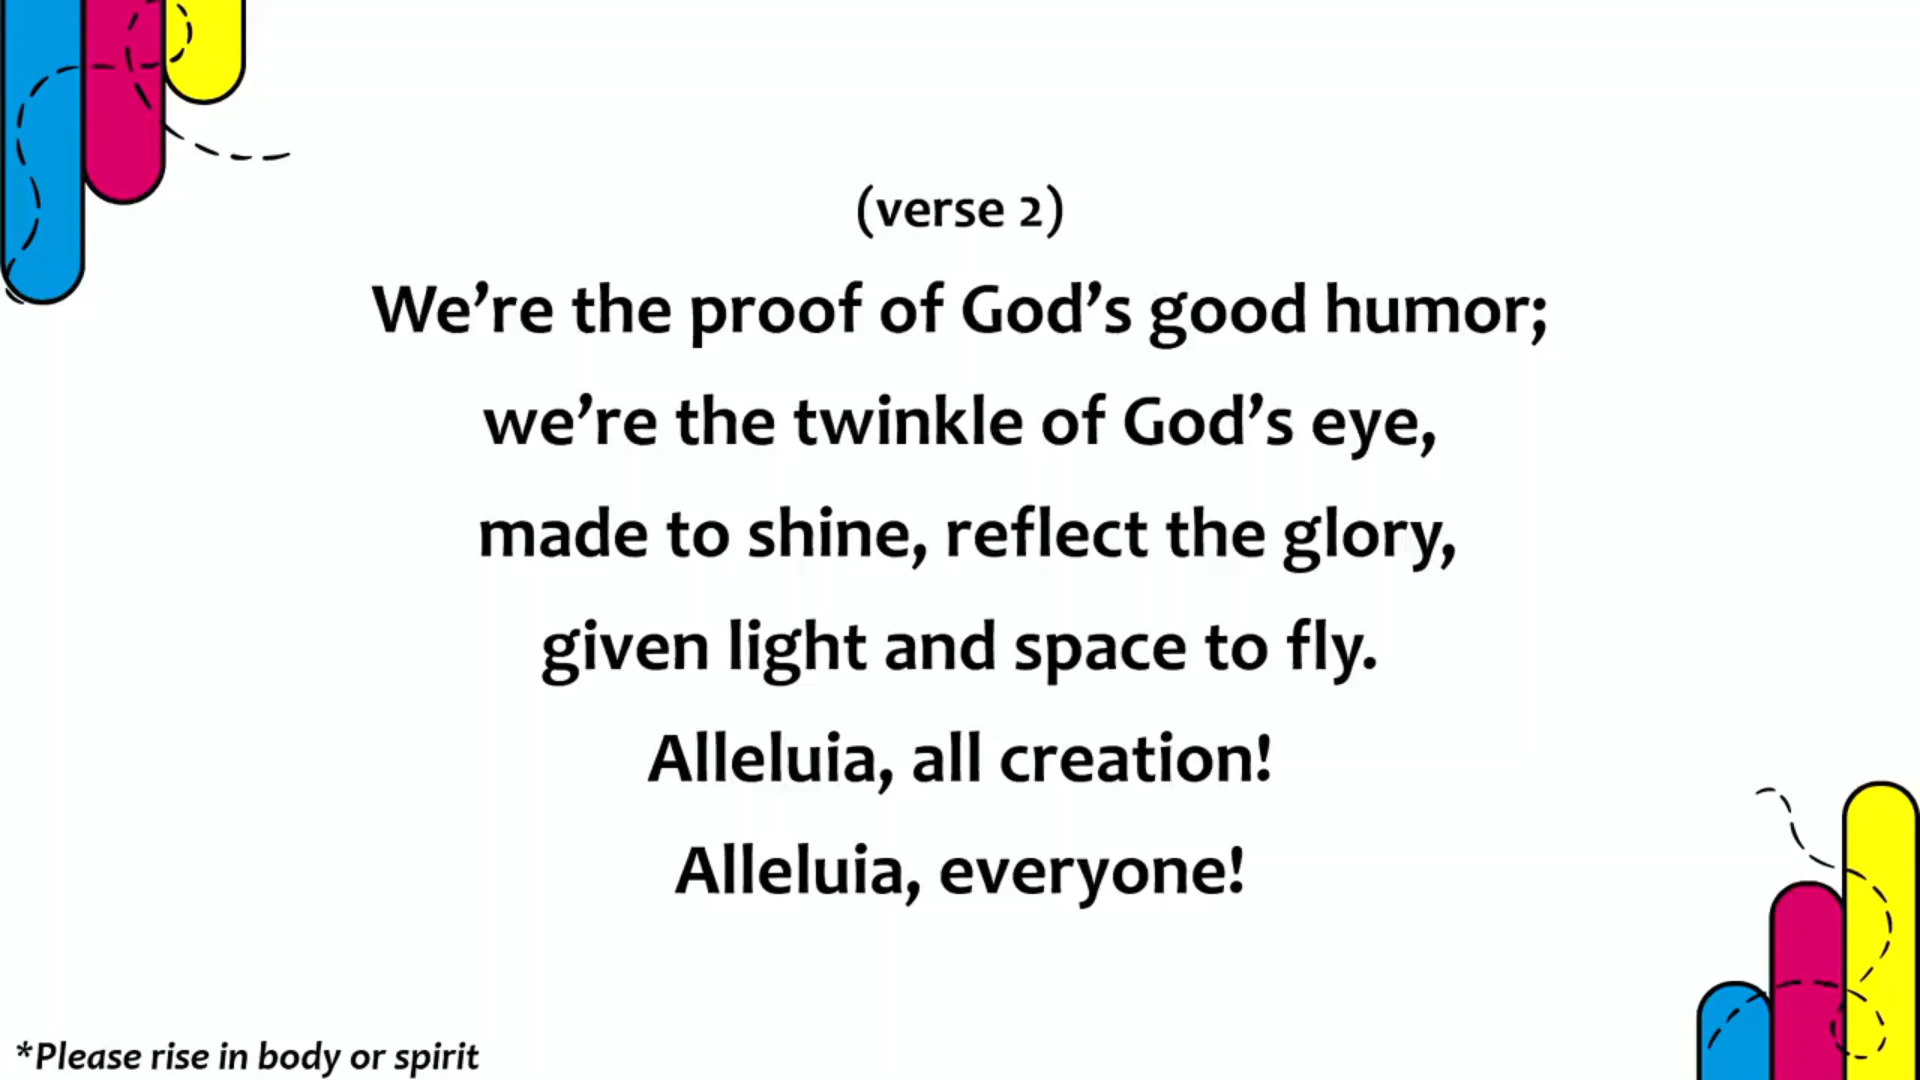 (verse 2)
We’re the proof of God’s good humor;
we’re the twinkle of God’s eye,
made to shine, reflect the glory,
given light and space to fly.
Alleluia, all creation!
Alleluia, everyone!
*Please rise in body or spirit